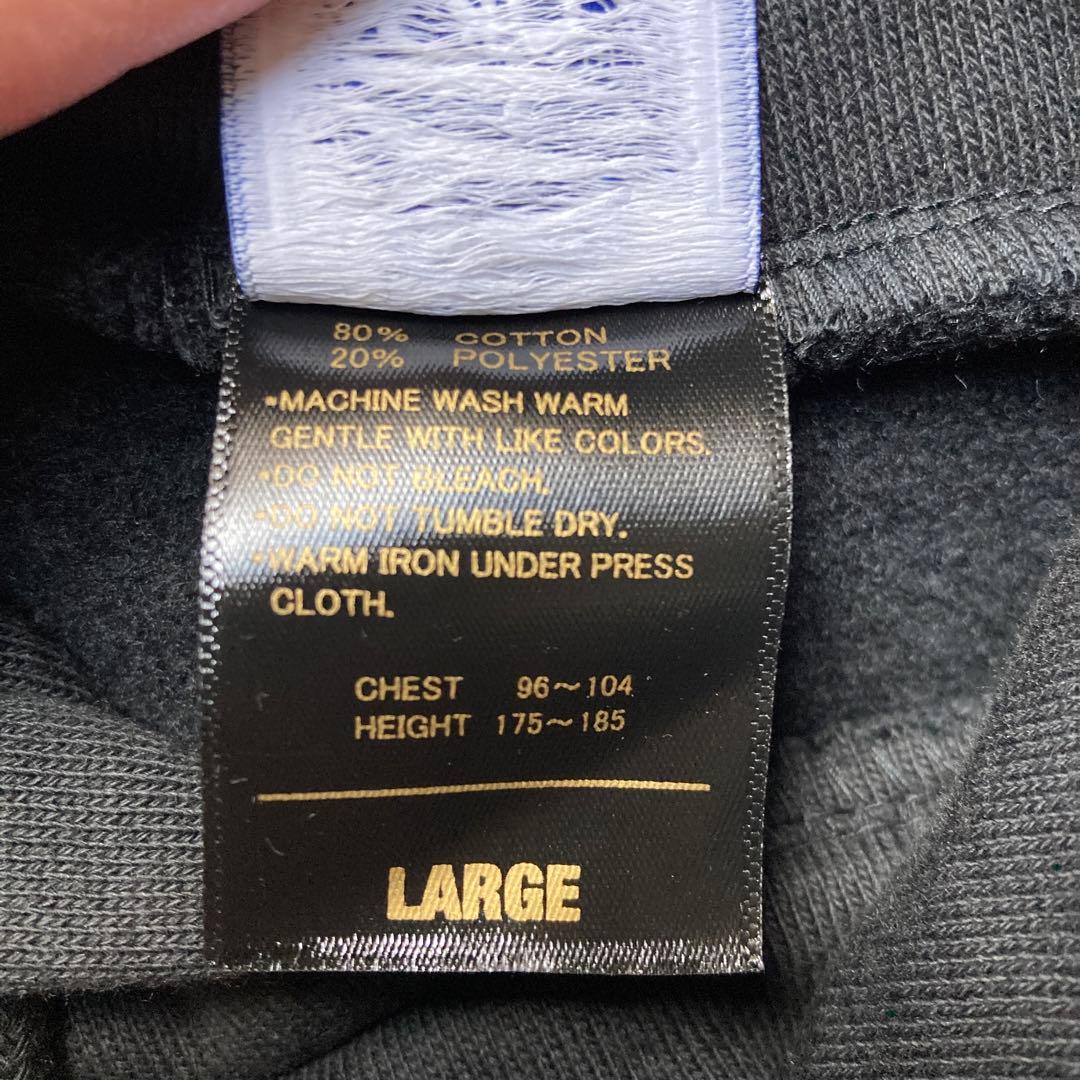 80% COTTON
20% POLYESTER
•MACHINE WASH WARM
GENTLE WITH LIKE COLORS.
•DO NOT BLEACH.
•DO NOT TUMBLE DRY.
•WARM IRON UNDER PRESS
CLOTH.
CHEST 96～104
HEIGHT 175～185
LARGE